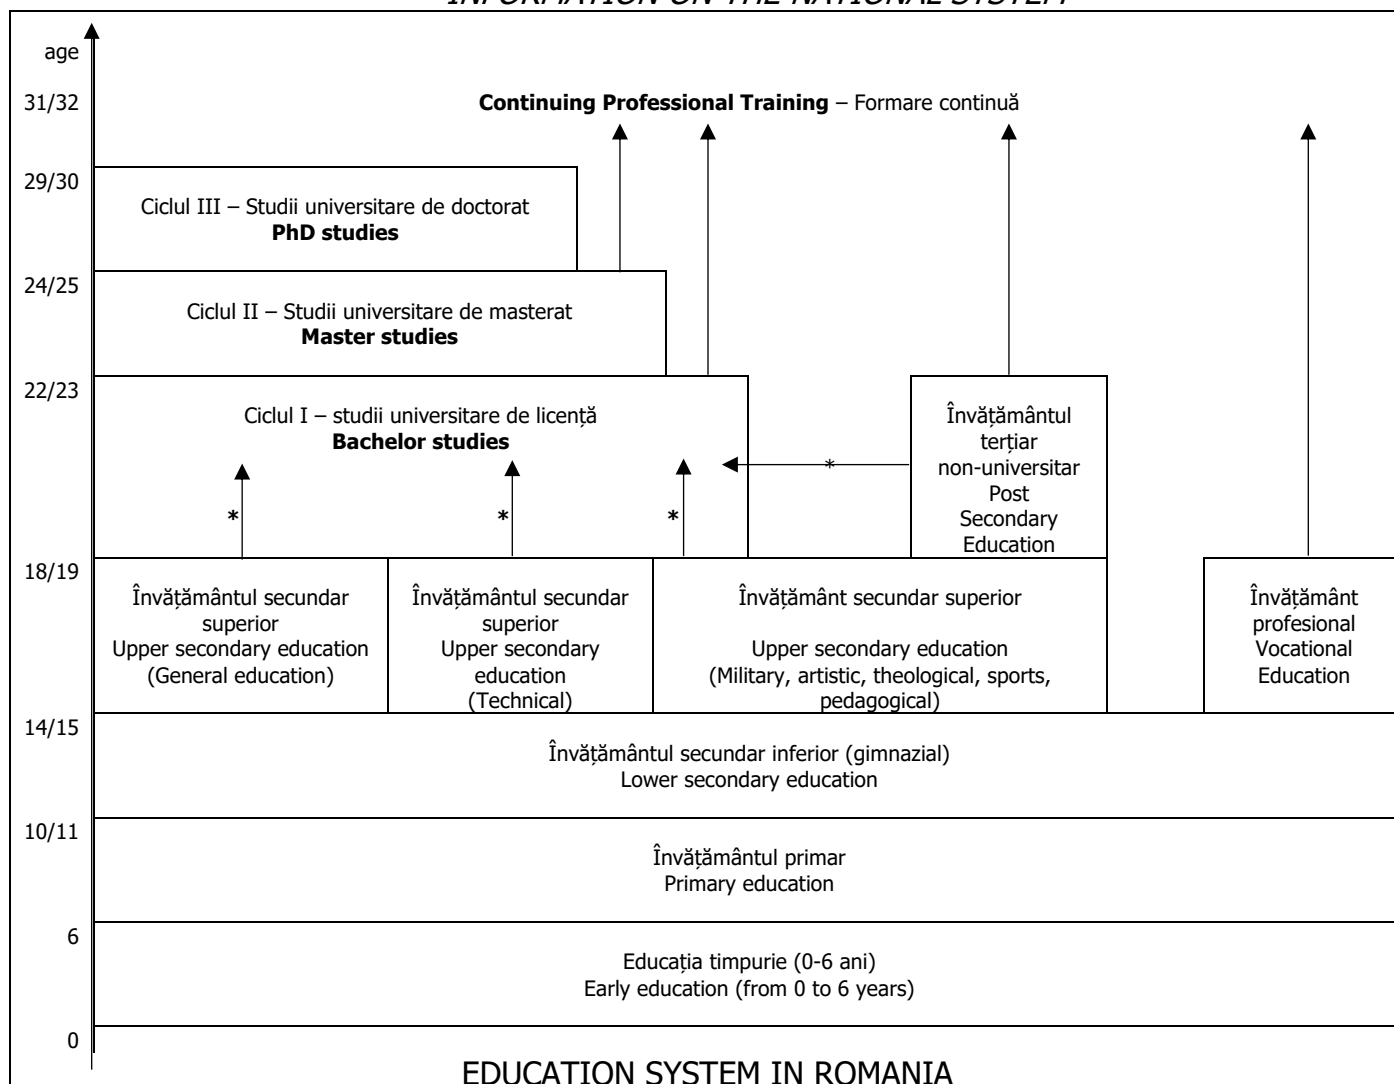 INFORMATION ON THE NATIONAL SYSTEM
age
31/32
Continuing Professional Training – Formare continuă
29/30
Ciclul III – Studii universitare de doctorat
PhD studies
24/25
Ciclul II – Studii universitare de masterat
Master studies
22/23
Ciclul I – studii universitare de licență
Bachelor studies
Învățământul
terțiar
non-universitar
Post
Secondary
Education
*
*
*
*
18/19
Învățământul secundar
superior
Upper secondary education
(General education)
Învățământul secundar
superior
Upper secondary
education
(Technical)
Învățământ secundar superior
Upper secondary education
(Military, artistic, theological, sports,
pedagogical)
Învățământ
profesional
Vocational
Education
14/15
Învățământul secundar inferior (gimnazial)
Lower secondary education
10/11
Învățământul primar
Primary education
6
Educația timpurie (0-6 ani)
Early education (from 0 to 6 years)
0
EDUCATION SYSTEM IN ROMANIA